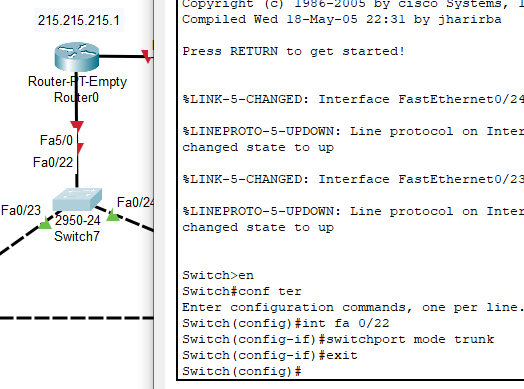 215.215.215.1
Router-PT-Empty
Router0
Fa5/0
Fa0/22
Fa0/23
2950-24
Fa0/24
Switch7
Copyright (c) 1986-2005 by cisco Systems,
Compiled Wed 18-May-05 22:31 by jharirba
Press RETURN to get started!
%LINK-5-CHANGED: Interface FastEthernet0/24
%LINEPROTO-5-UPDOWN: Line protocol on Inter
changed state to up
%LINK-5-CHANGED: Interface FastEthernet0/23
%LINEPROTO-5-UPDOWN: Line protocol on Inter
changed state to up
Switch>en
Switch#conf ter
Enter configuration commands, one per line.
Switch(config)#int fa 0/22
Switch(config-if)#switchport mode trunk
Switch(config-if)#exit
Switch(config)#